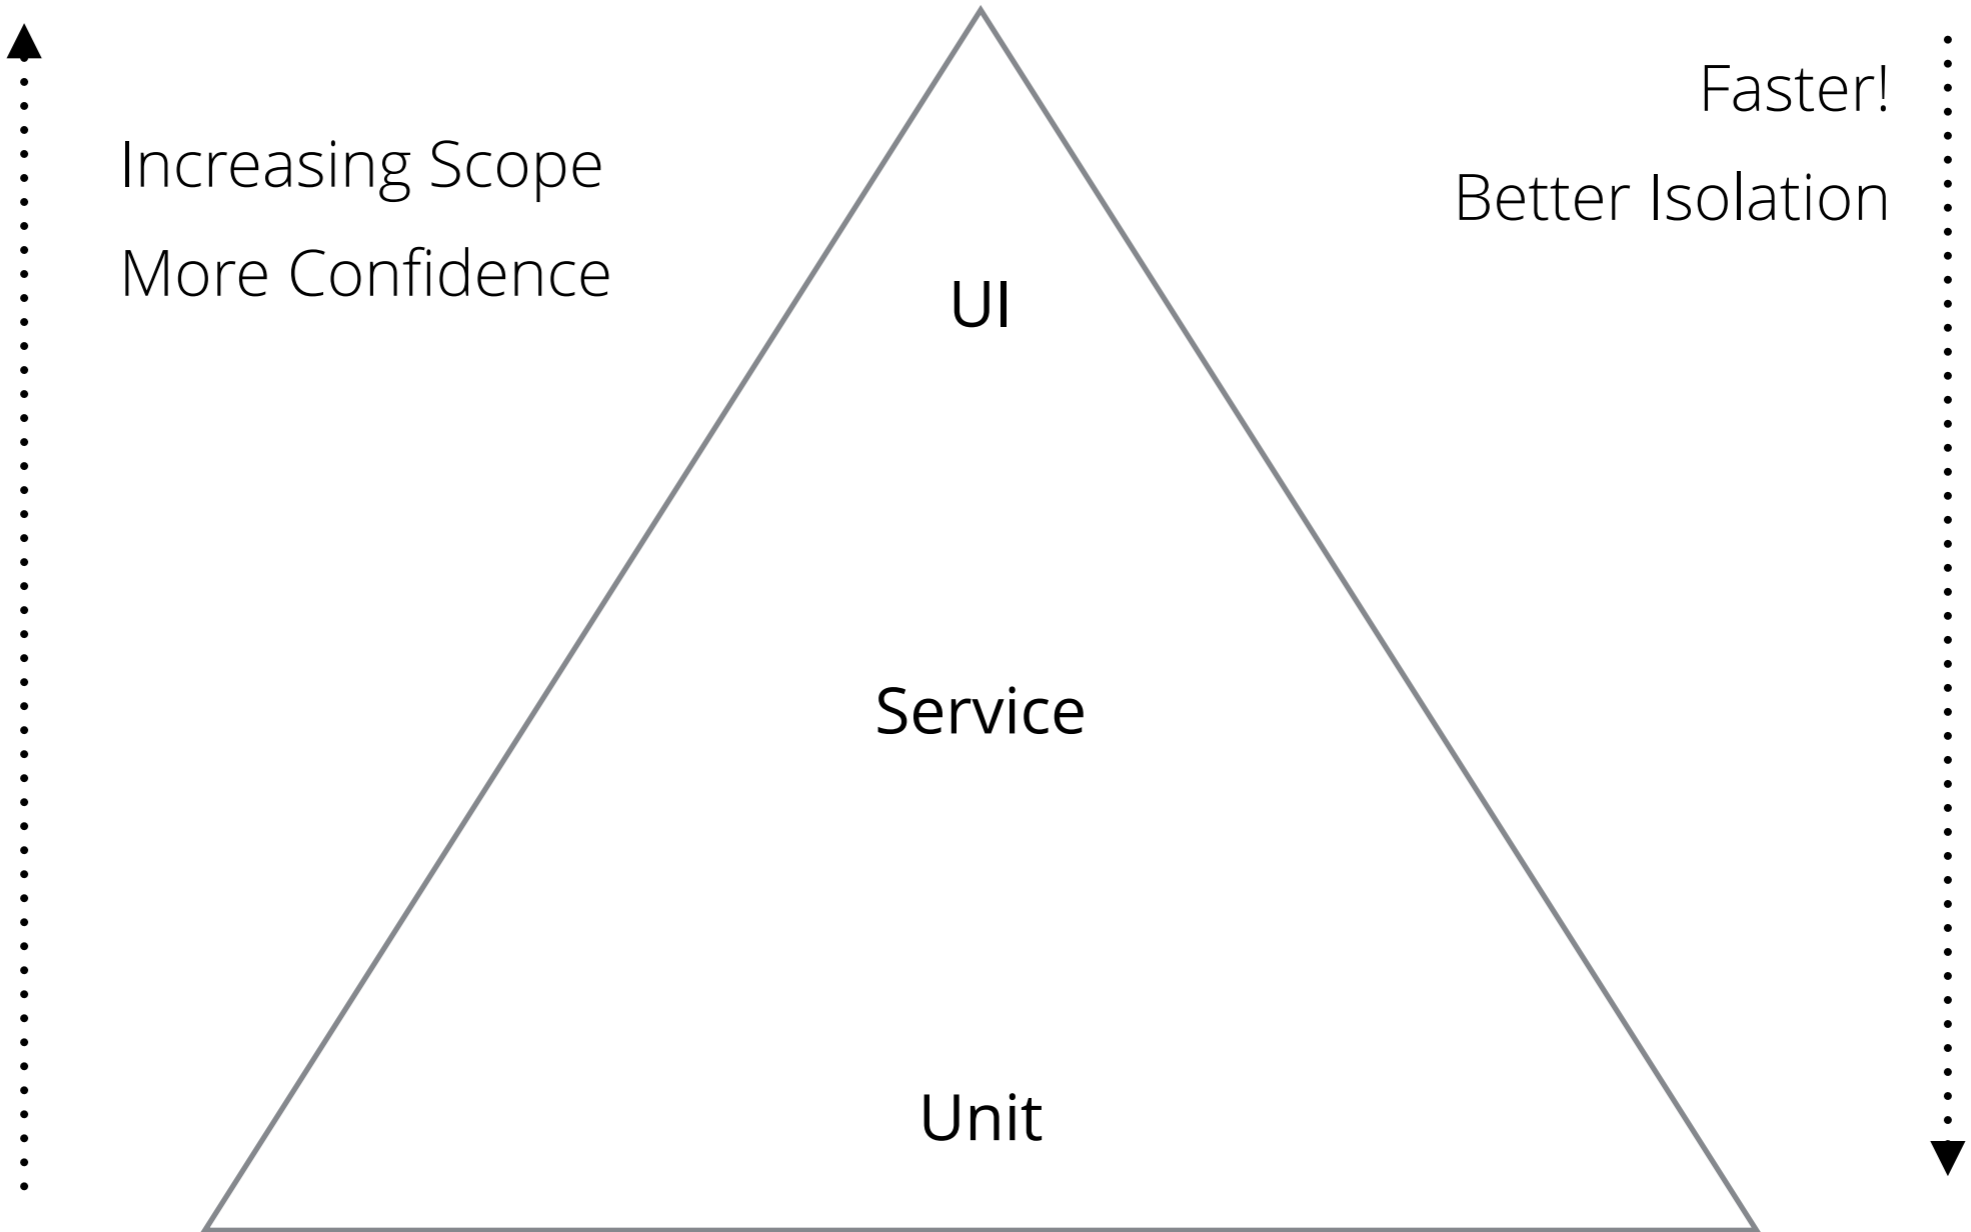 Increasing Scope
More Confidence
Faster!
Better Isolation
UI
Service
Unit